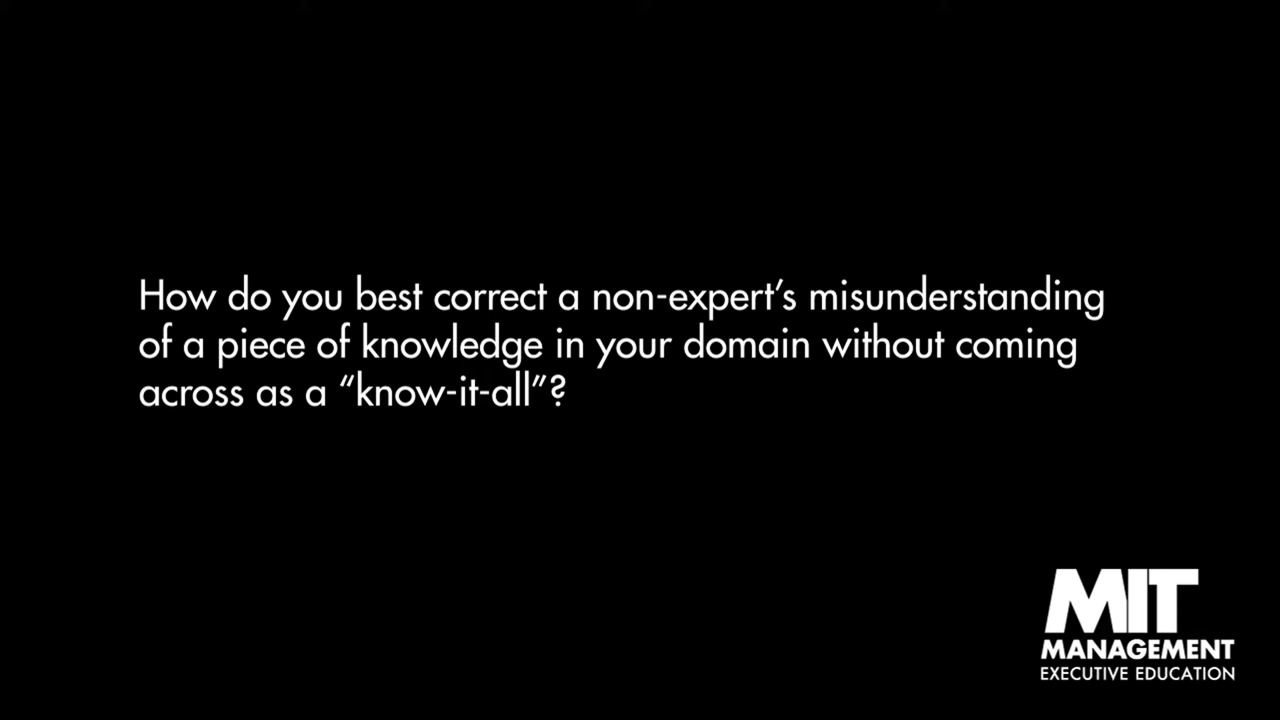 How do you best correct a non-expert’s misunderstanding
of a piece of knowledge in your domain without coming
across as a “know-it-all”?
MIT
MANAGEMENT
EXECUTIVE EDUCATION